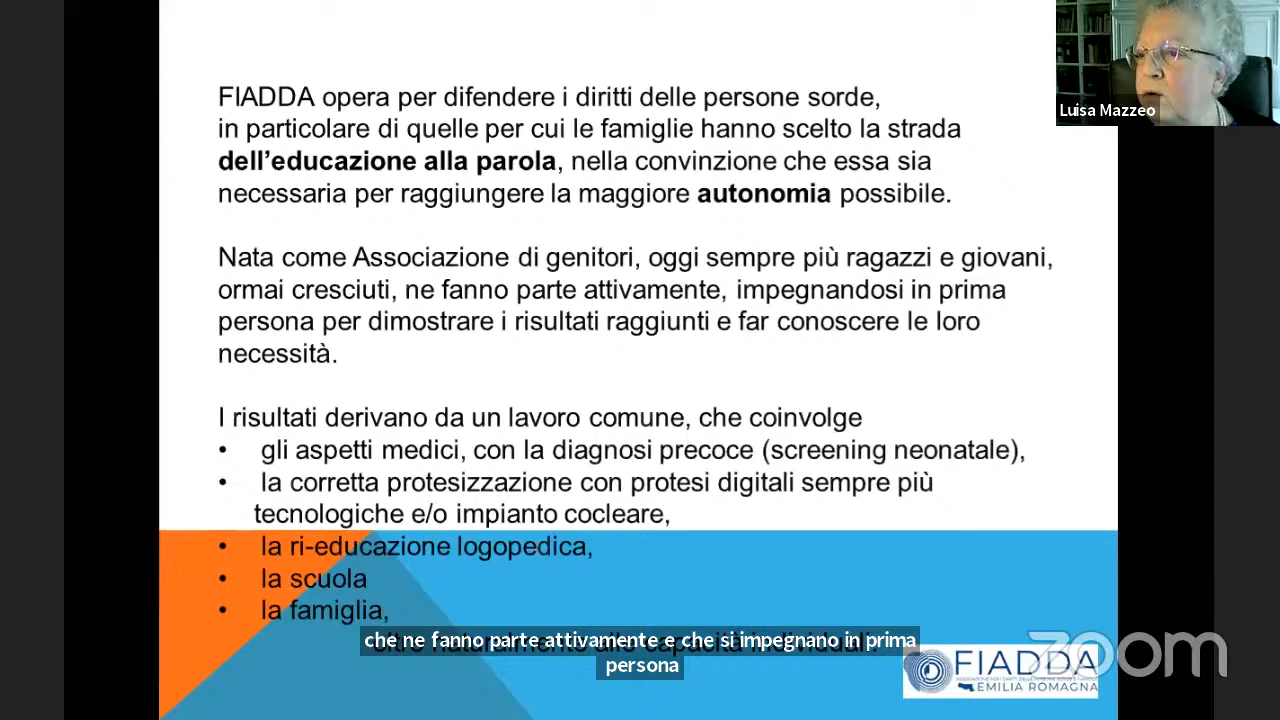 FIADDA opera per difendere i diritti delle persone sorde,
in particolare di quelle per cui le famiglie hanno scelto la strada
dell'educazione alla parola, nella convinzione che essa sia
necessaria per raggiungere la maggiore autonomia possibile.
Nata come Associazione di genitori, oggi sempre più ragazzi e giovani,
ormai cresciuti, ne fanno parte attivamente, impegnandosi in prima
persona per dimostrare i risultati raggiunti e far conoscere le loro
necessità.
I risultati derivano da un lavoro comune, che coinvolge
• gli aspetti medici, con la diagnosi precoce (screening neonatale),
• la corretta protesizzazione con protesi digitali sempre più
tecnologiche e/o impianto cocleare,
• la ri-educazione logopedica,
• la scuola
• la famiglia,
che ne fanno parte attivamente e che si impegnano in prima
persona
Luisa Mazzeo
FIADDA
EMILIA ROMAGNA
zoom